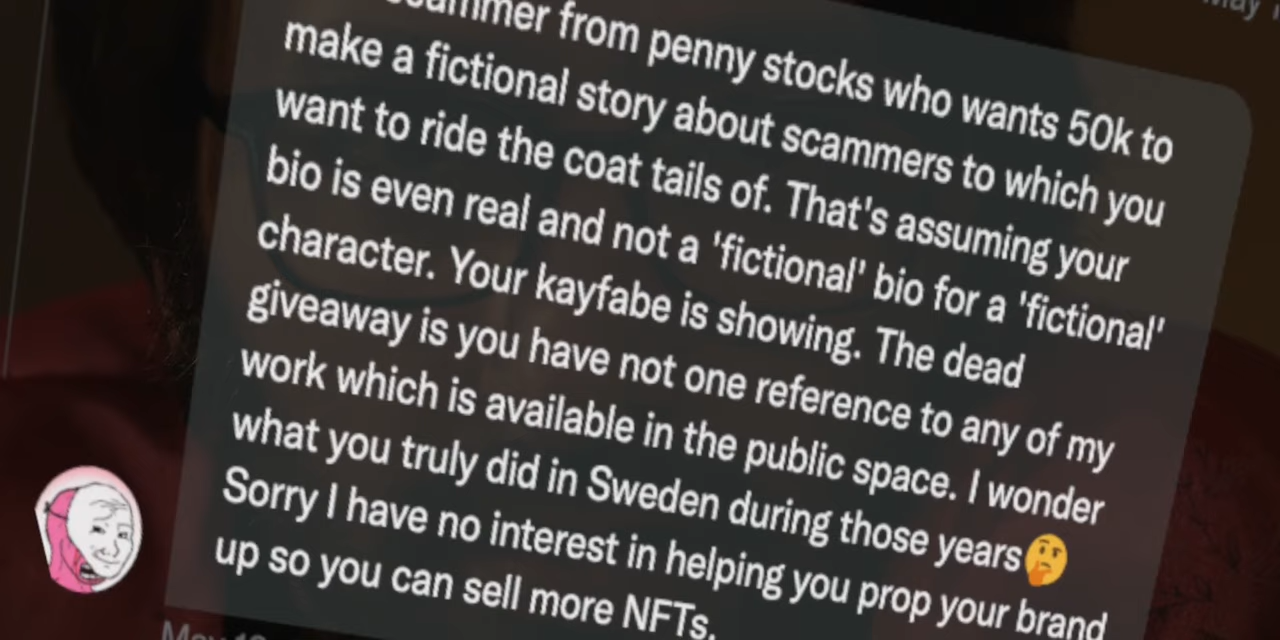 May
scammer from penny stocks who wants 50k to
make a fictional story about scammers to which you
want to ride the coat tails of. That's assuming your
bio is even real and not a 'fictional' bio for a 'fictional'
character. Your kayfabe is showing. The dead
giveaway is you have not one reference to any of my
work which is available in the public space. I wonder
what you truly did in Sweden during those years🤔
Sorry I have no interest in helping you prop your brand
up so you can sell more NFTs.
May